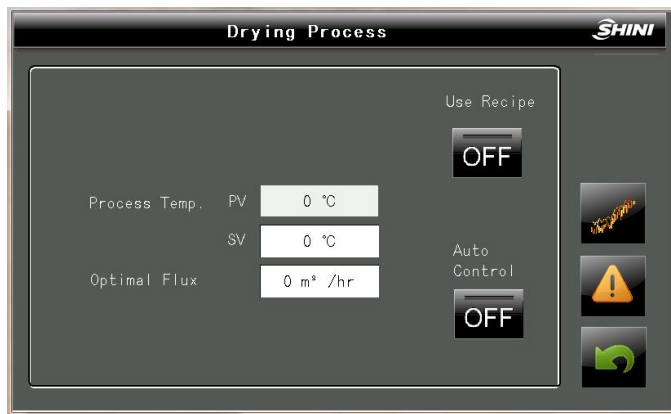 Drying Process
SHINI
Use Recipe
OFF
Process Temp. PV 0 ℃
SV 0 ℃
Auto
Control
Optimal Flux 0 m³ /hr
OFF